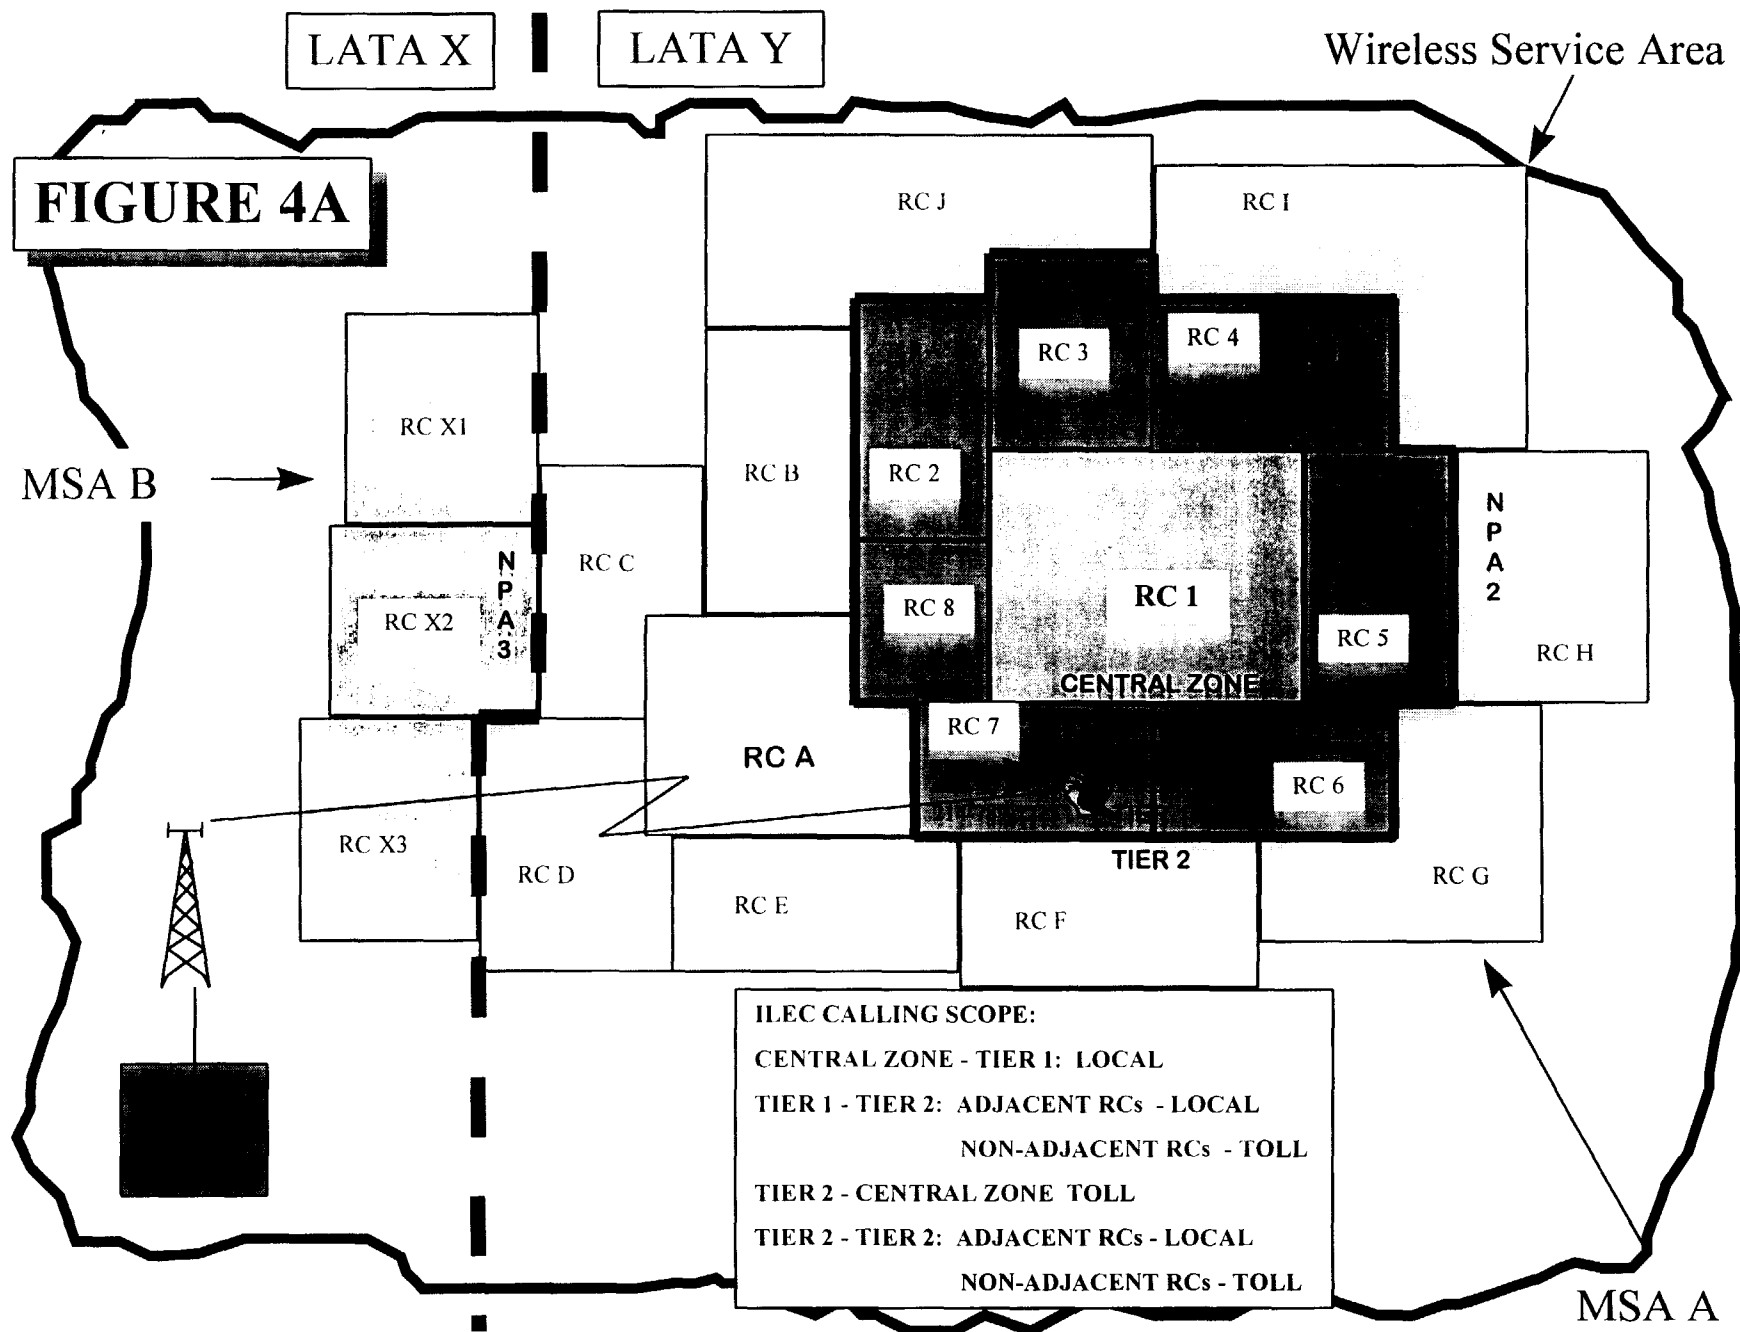 LATA X
LATA Y
Wireless Service Area
FIGURE 4A
RC J
RC I
RC 3
RC 4
RC X1
RC B
RC 2
MSA B
NPA2
RC C
NPA3
RC 8
RC 1
RC X2
RC 5
RC H
CENTRAL ZONE
RC 7
RC A
RC 6
RC X3
TIER 2
RC D
RC G
RC E
RC F
ILEC CALLING SCOPE:
CENTRAL ZONE - TIER 1: LOCAL
TIER 1 - TIER 2: ADJACENT RCs - LOCAL
NON-ADJACENT RCs - TOLL
TIER 2 - CENTRAL ZONE TOLL
TIER 2 - TIER 2: ADJACENT RCs - LOCAL
NON-ADJACENT RCs - TOLL
MSA A